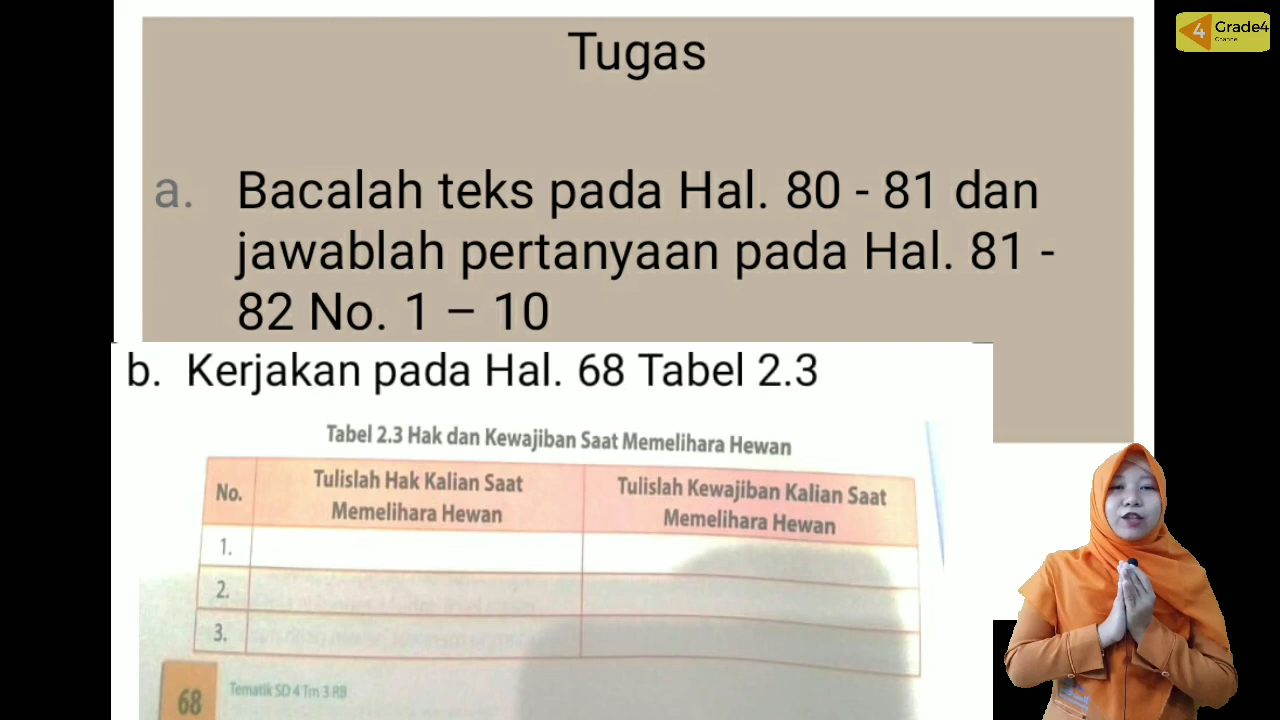 Tugas
a. Bacalah teks pada Hal. 80 - 81 dan
jawablah pertanyaan pada Hal. 81 -
82 No. 1 – 10
b. Kerjakan pada Hal. 68 Tabel 2.3
Tabel 2.3 Hak dan Kewajiban Saat Memelihara Hewan
No.
Tulislah Hak Kalian Saat
Memelihara Hewan
Tulislah Kewajiban Kalian Saat
Memelihara Hewan
1.
2.
3.
68
Tematik SD 4 Tm 3 RB
4
Grade4